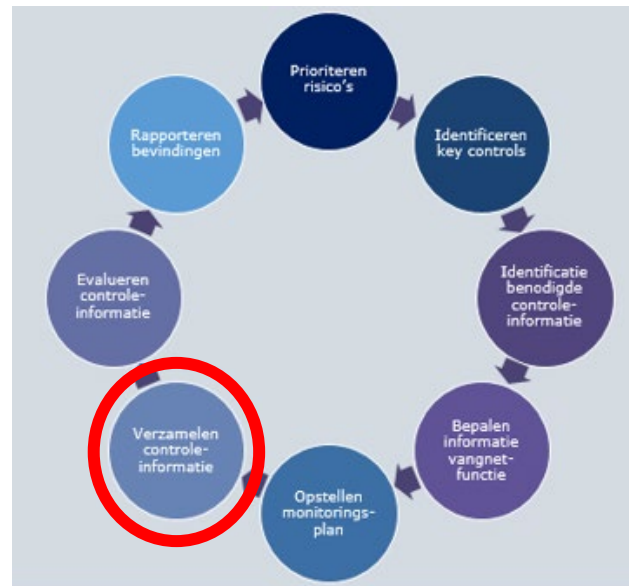 Prioriteren
risico's
Identificeren
key controls
Identificatie
benodigde
controle-
informatie
Bepalen
informatie
vangnet-
functie
Opstellen
monitorings-
plan
Verzamelen
controle-
informatie
Evalueren
controle-
informatie
Rapporteren
bevindingen